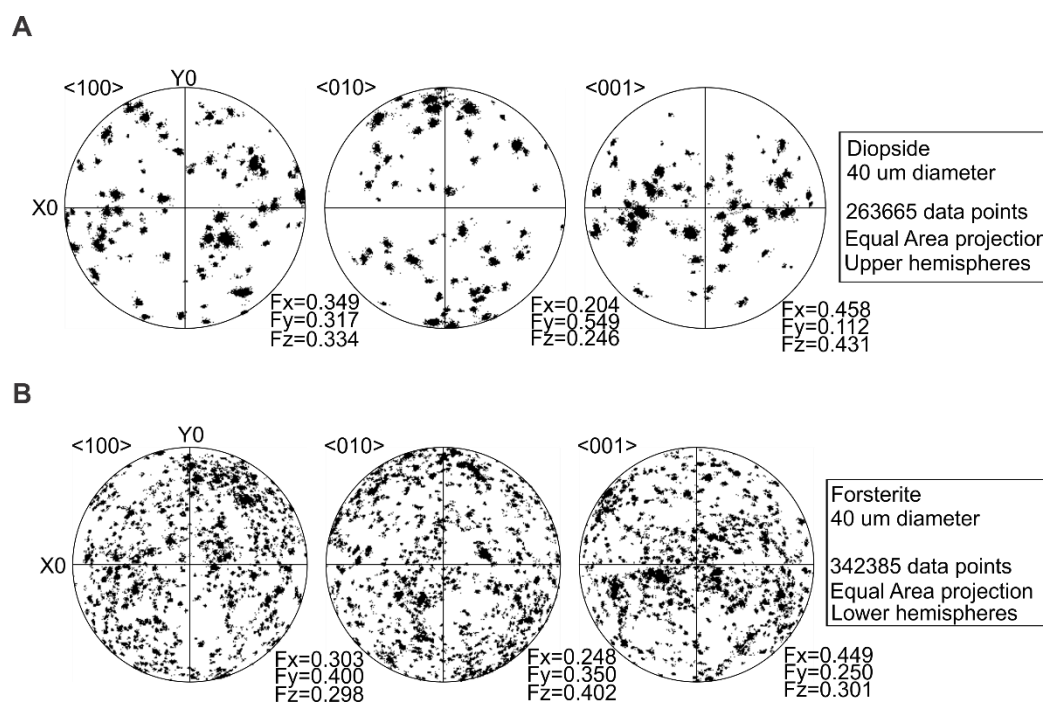 A
<100>
Y0
<010>
<001>
X0
Fx=0.349
Fy=0.317
Fz=0.334
Fx=0.204
Fy=0.549
Fz=0.246
Fx=0.458
Fy=0.112
Fz=0.431
Diopside
40 um diameter
263665 data points
Equal Area projection
Upper hemispheres
B
<100>
Y0
<010>
<001>
X0
Fx=0.303
Fy=0.400
Fz=0.298
Fx=0.248
Fy=0.350
Fz=0.402
Fx=0.449
Fy=0.250
Fz=0.301
Forsterite
40 um diameter
342385 data points
Equal Area projection
Lower hemispheres